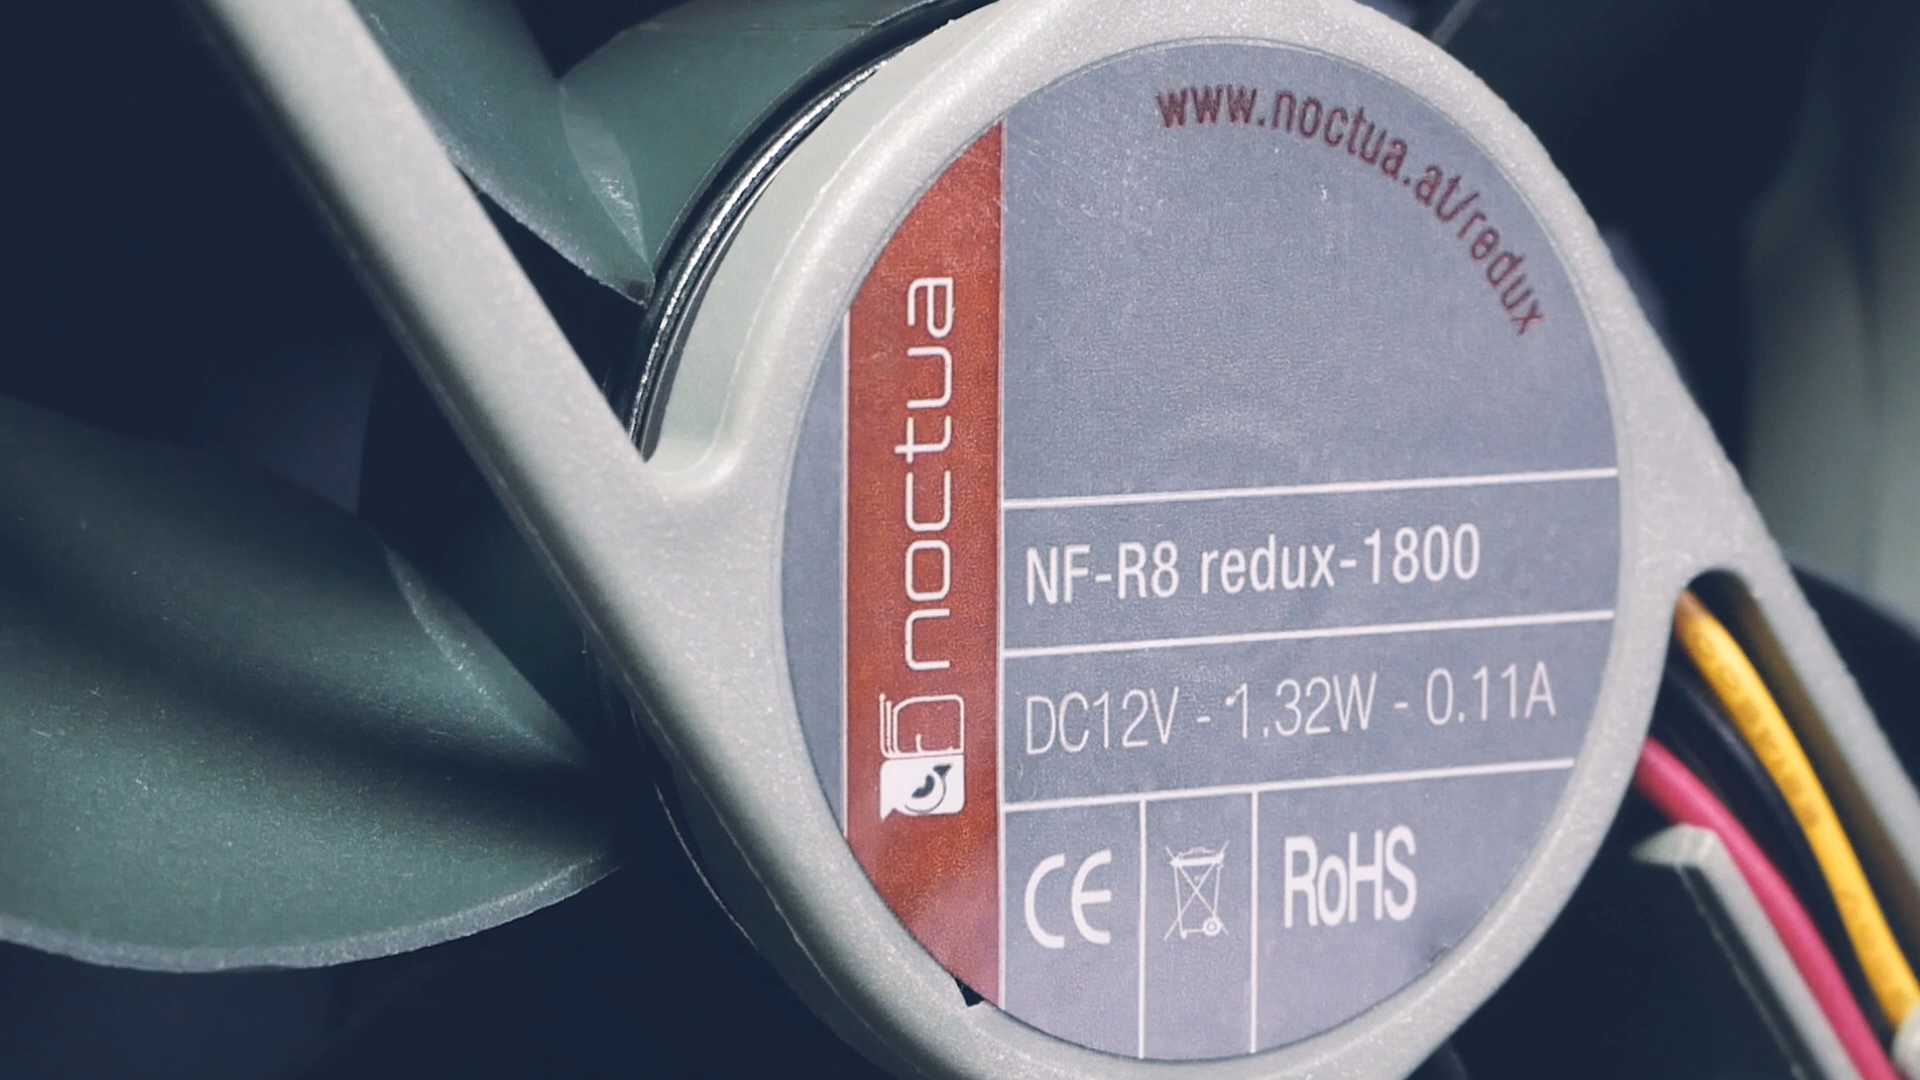 www.noctua.at/redux
noctua
NF-R8 redux-1800
DC12V - 1.32W - 0.11A
CE
RoHS